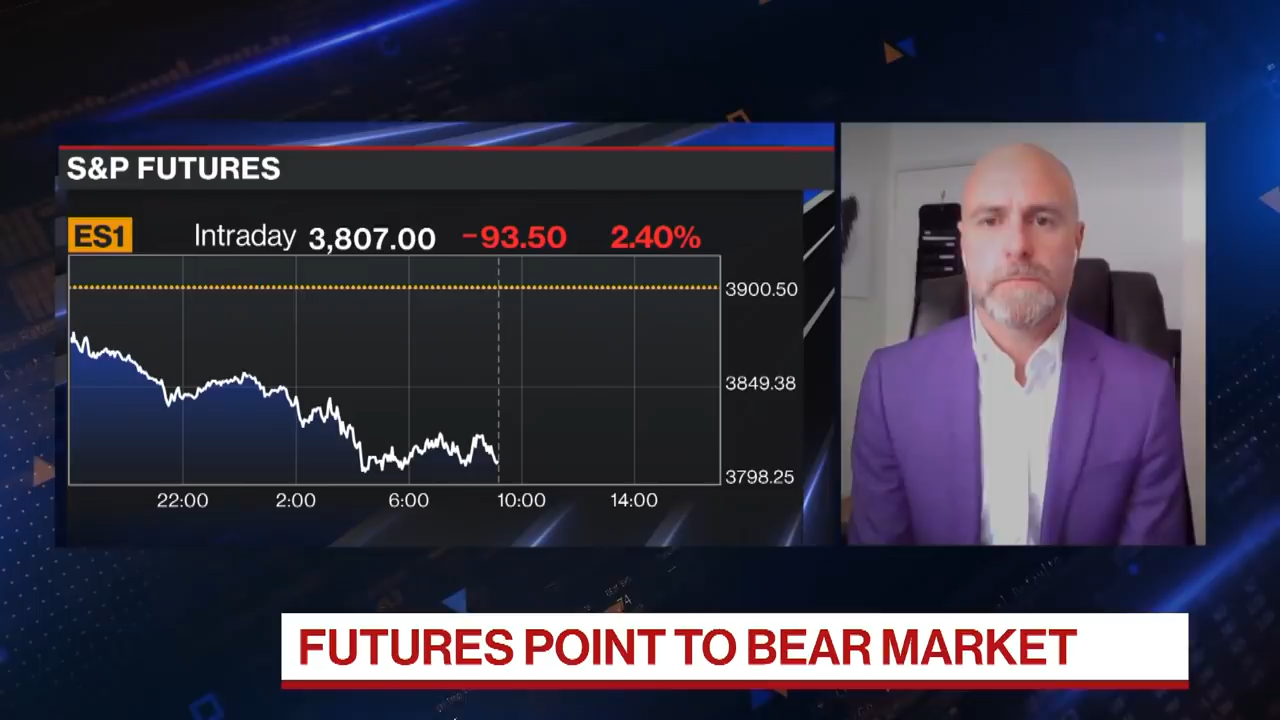 S&P FUTURES
ES1 Intraday 3,807.00 -93.50 2.40%
3900.50
3849.38
3798.25
22:00 2:00 6:00 10:00 14:00
FUTURES POINT TO BEAR MARKET